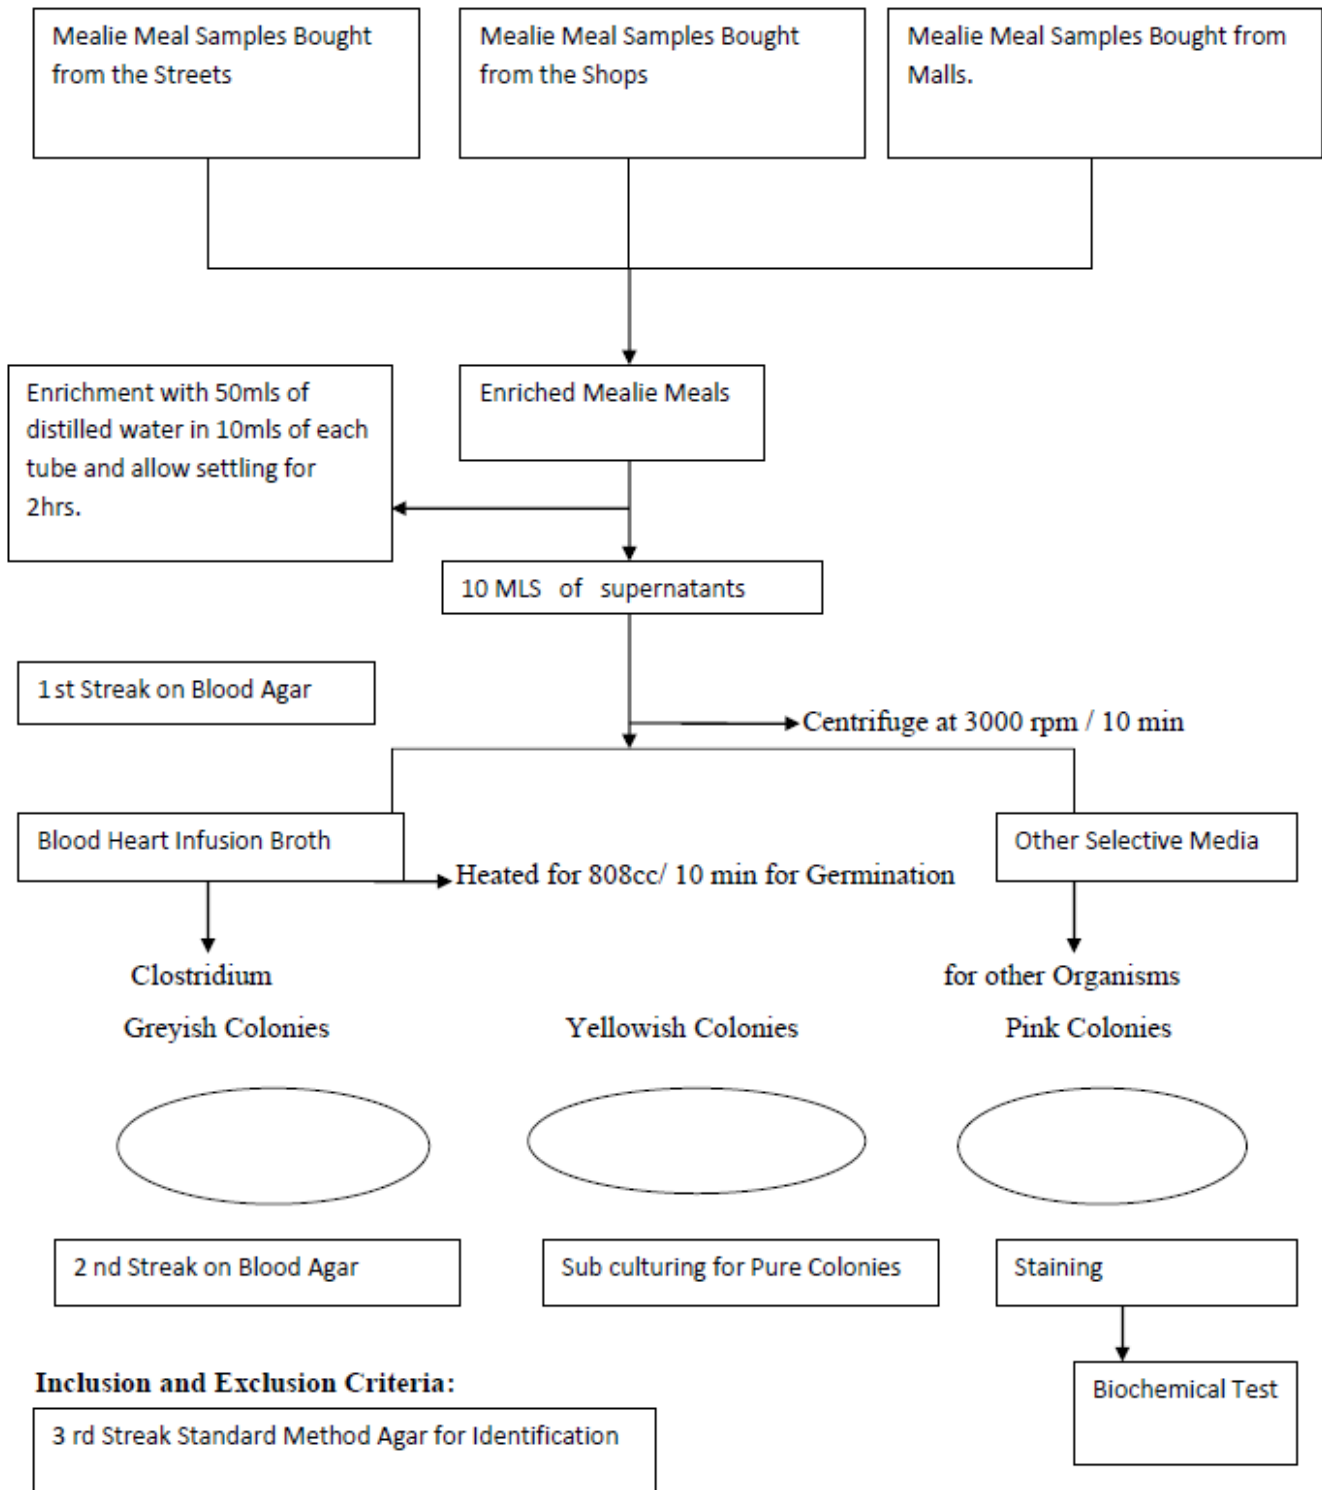 Mealie Meal Samples Bought
from the Streets
Mealie Meal Samples Bought
from the Shops
Mealie Meal Samples Bought from
Malls.
Enrichment with 50mls of
distilled water in 10mls of each
tube and allow settling for
2hrs.
Enriched Mealie Meals
10 MLS of supernatants
1 st Streak on Blood Agar
Centrifuge at 3000 rpm / 10 min
Blood Heart Infusion Broth
Other Selective Media
Heated for 808cc/ 10 min for Germination
Clostridium
for other Organisms
Greyish Colonies
Yellowish Colonies
Pink Colonies
2 nd Streak on Blood Agar
Sub culturing for Pure Colonies
Staining
Inclusion and Exclusion Criteria:
Biochemical Test
3 rd Streak Standard Method Agar for Identification